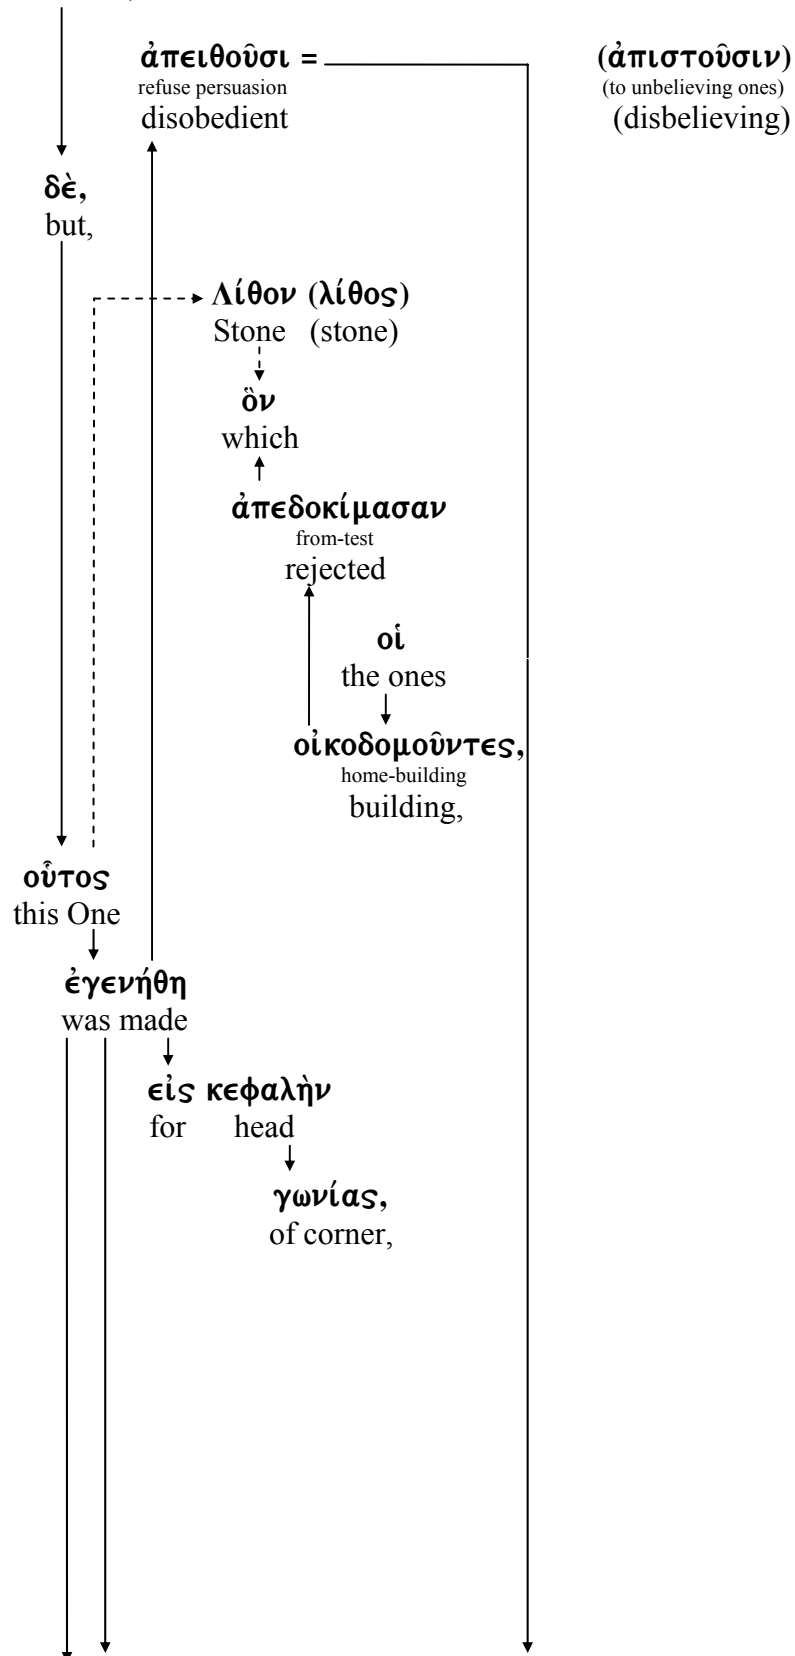 ἀπειθοῦσι = (ἀπιστοῦσιν)
refuse persuasion (to unbelieving ones)
disobedient (disbelieving)
δὲ,
but,
Λίθον (λίθος)
Stone (stone)
ὃν
which
ἀπεδοκίμασαν
from-test
rejected
οἱ
the ones
οἰκοδομοῦντες,
home-building
building,
οὗτος
this One
ἐγενήθη
was made
εἰς κεφαλὴν
for head
γωνίας,
of corner,